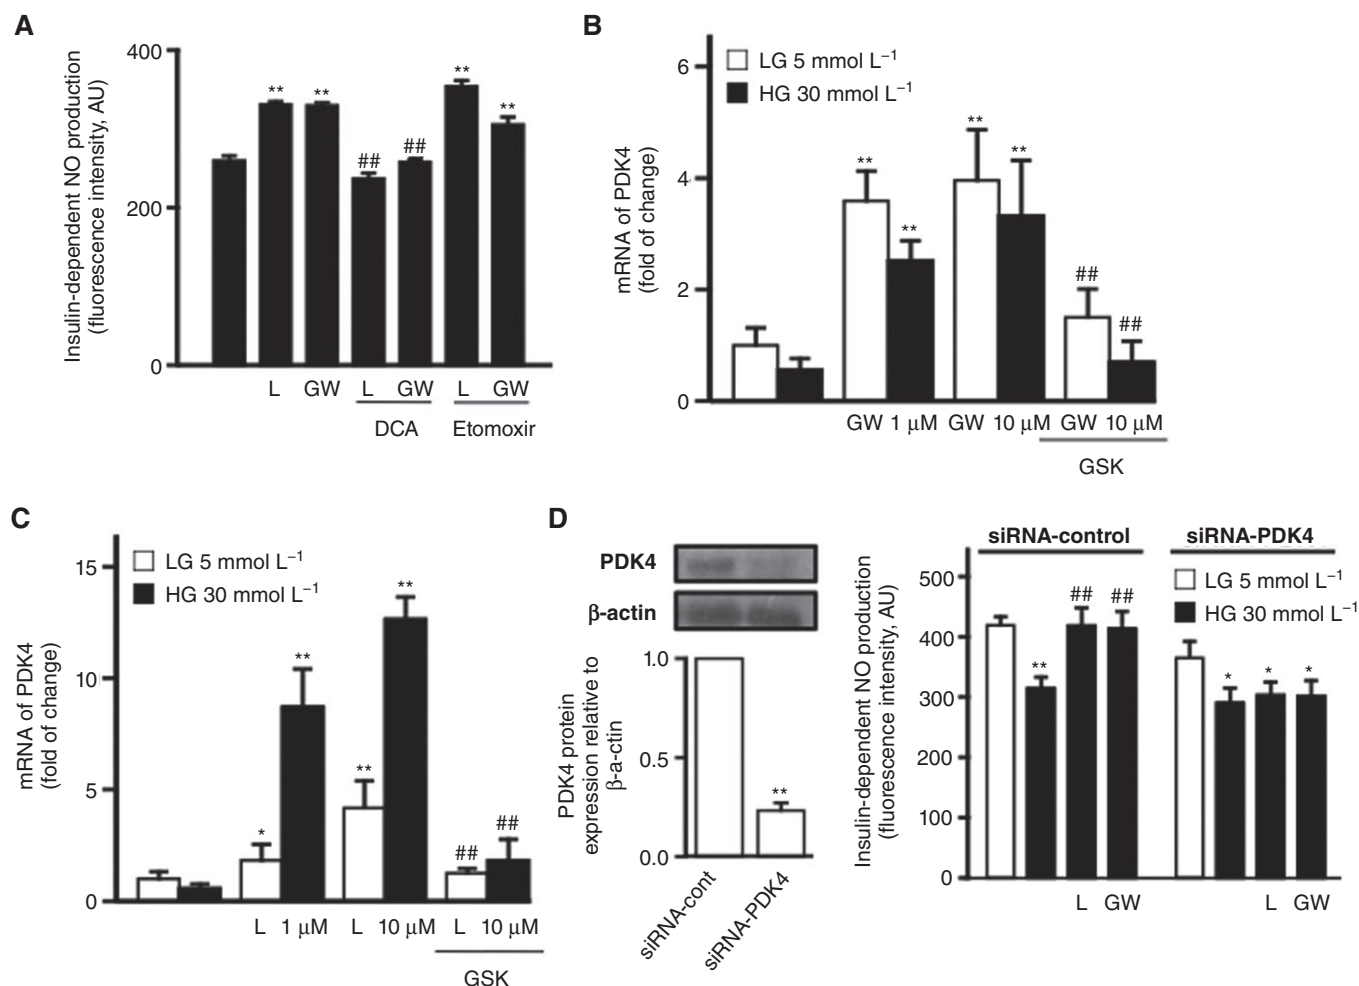 A
Insulin-dependent NO production
(fluorescence intensity, AU)
400
200
0
** ** ## ## ** **
L GW L GW L GW
DCA Etomoxir
B
mRNA of PDK4
(fold of change)
6
4
2
0
LG 5 mmol L⁻¹
HG 30 mmol L⁻¹
** ** ** ** ## ##
GW 1 μM GW 10 μM GW 10 μM
GSK
C
mRNA of PDK4
(fold of change)
15
10
5
0
LG 5 mmol L⁻¹
HG 30 mmol L⁻¹
* ** ** ** ## ##
L 1 μM L 10 μM L 10 μM
GSK
D
PDK4
β-actin
PDK4 protein
expression relative to
β-a-ctin
1.0
0.5
0.0
**
siRNA-cont
siRNA-PDK4
Insulin-dependent NO production
(fluorescence intensity, AU)
500
400
300
200
100
0
siRNA-control siRNA-PDK4
LG 5 mmol L⁻¹
HG 30 mmol L⁻¹
** ## ## * * *
L GW L GW